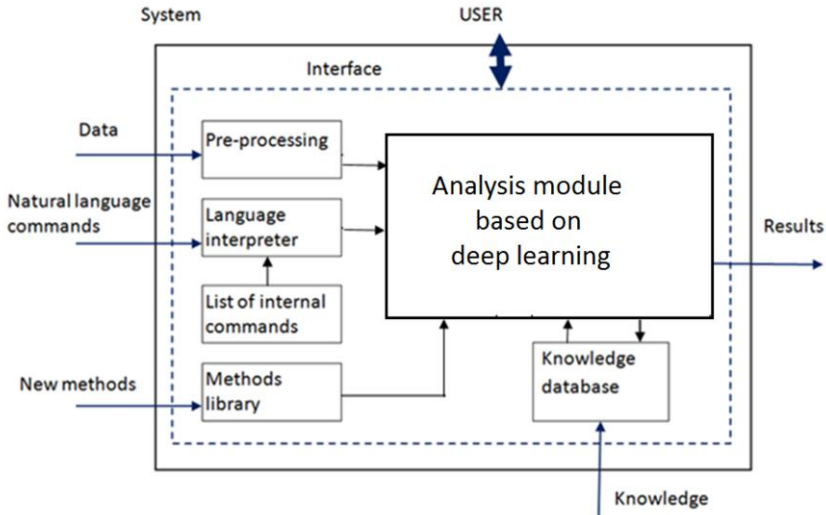 System
USER
Interface
Data
Pre-processing
Analysis module
based on
deep learning
Natural language
commands
Language
interpreter
Results
List of internal
commands
New methods
Methods
library
Knowledge
database
Knowledge